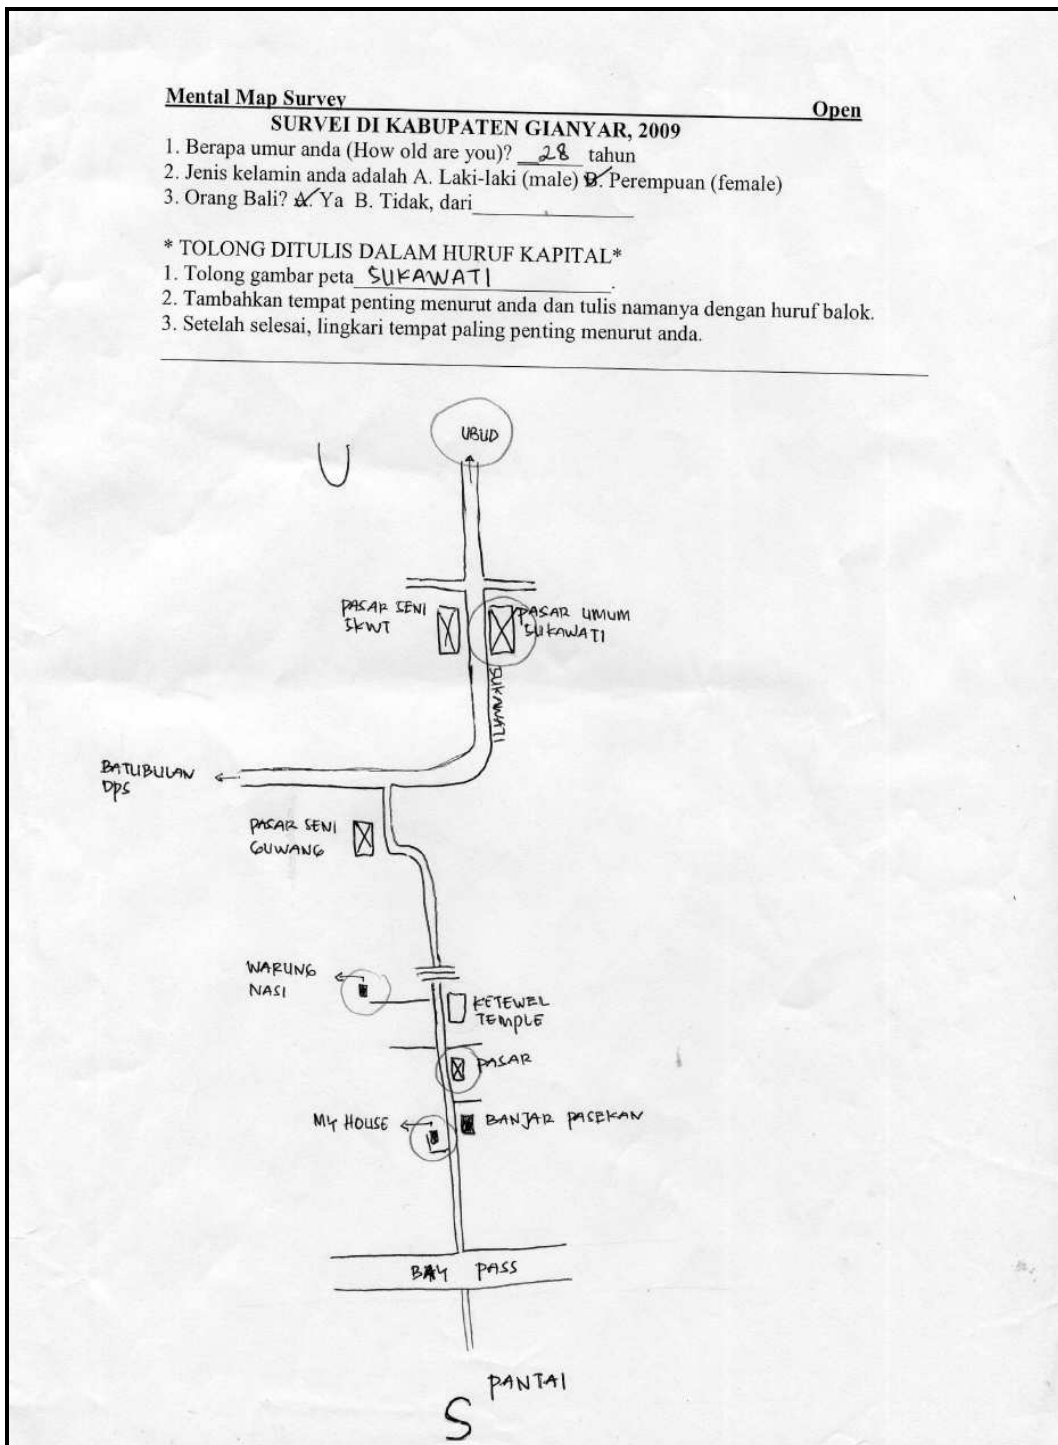 Mental Map Survey Open
SURVEI DI KABUPATEN GIANYAR, 2009
1. Berapa umur anda (How old are you)? 28 tahun
2. Jenis kelamin anda adalah A. Laki-laki (male) B. Perempuan (female)
3. Orang Bali? A. Ya B. Tidak, dari
* TOLONG DITULIS DALAM HURUF KAPITAL*
1. Tolong gambar peta SUKAWATI.
2. Tambahkan tempat penting menurut anda dan tulis namanya dengan huruf balok.
3. Setelah selesai, lingkari tempat paling penting menurut anda.
UBUD
U
PASAR SENI
SKWT
PASAR UMUM
SUKAWATI
SUKAWATI
BATUBULAN
DPS
PASAR SENI
GUWANG
WARUNG
NASI
KETEWEL
TEMPLE
PASAR
MY HOUSE
BANJAR PASEKAN
BAY PASS
PANTAI
S